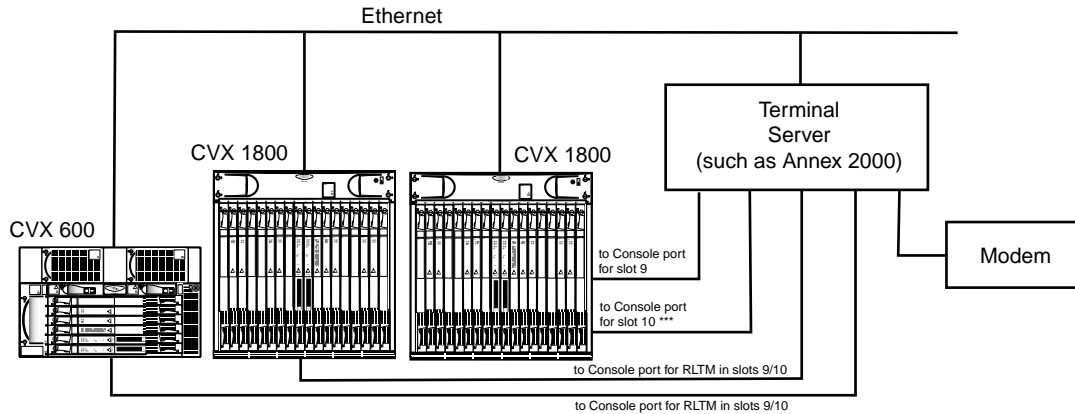 Ethernet
Terminal
Server
(such as Annex 2000)
CVX 1800
CVX 1800
CVX 600
Modem
to Console port
for slot 9
to Console port
for slot 10 ***
to Console port for RLTM in slots 9/10
to Console port for RLTM in slots 9/10